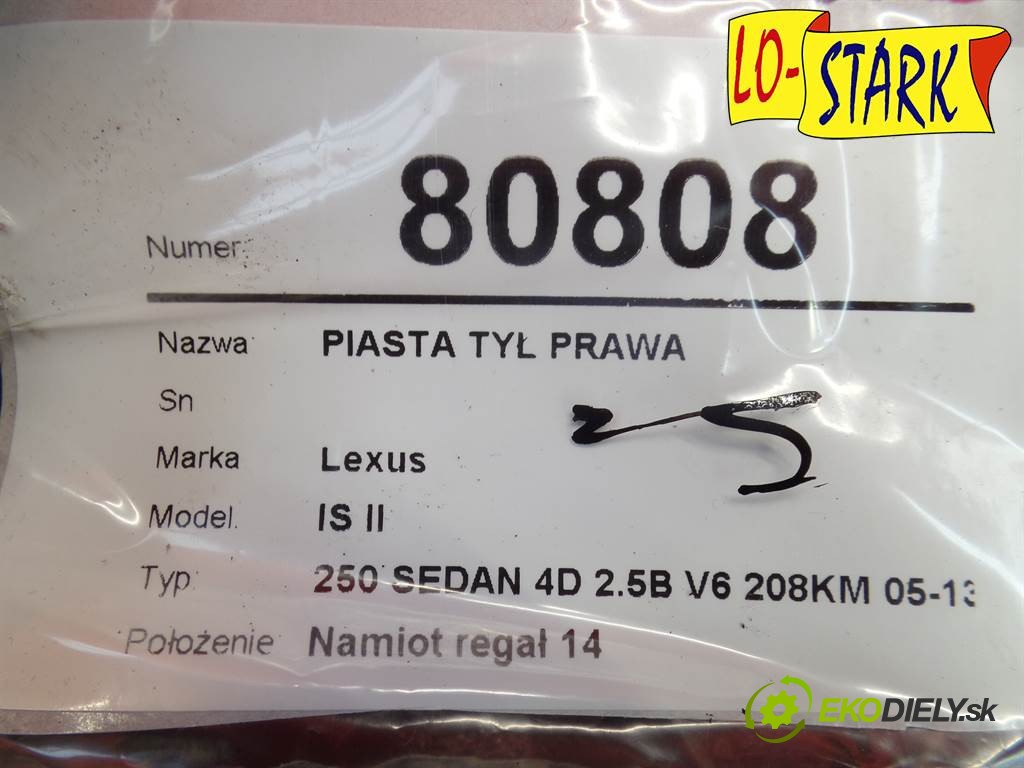 LO-STARK
Numer: 80808
Nazwa PIASTA TYŁ PRAWA
Sn
Marka Lexus
Model. IS II
Typ 250 SEDAN 4D 2.5B V6 208KM 05-13
Położenie Namiot regał 14
EKODIELY.sk